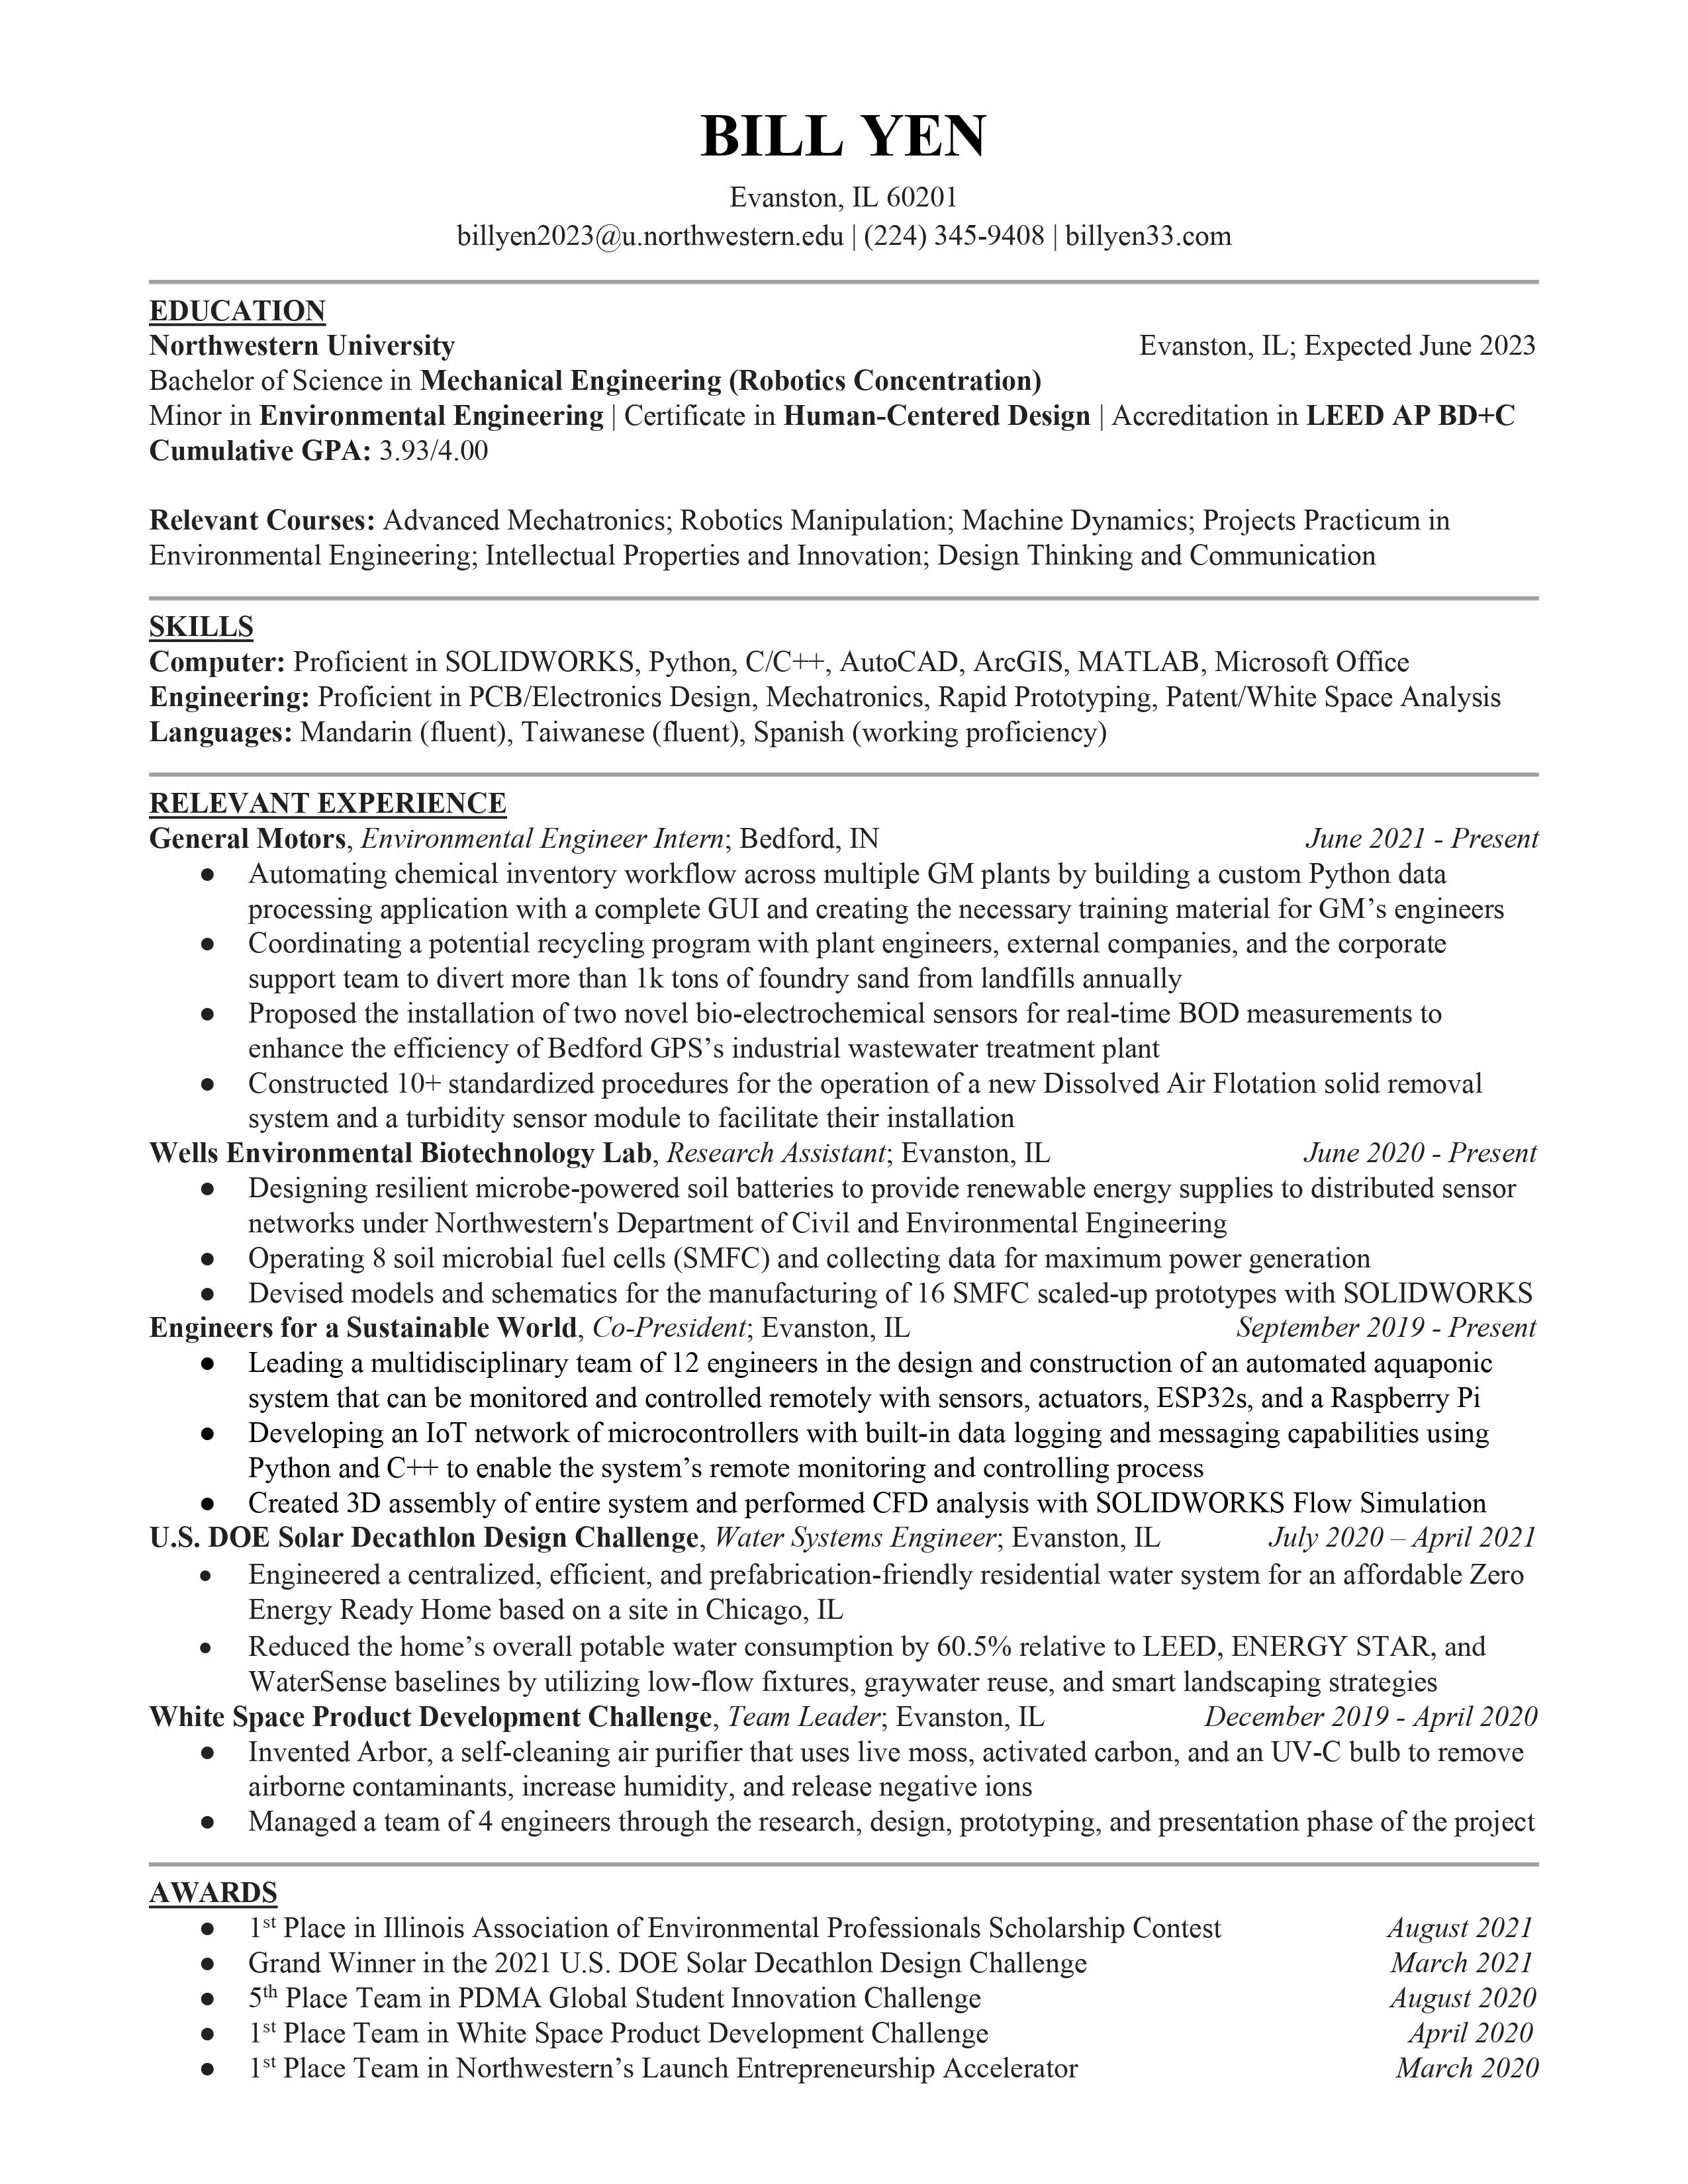 BILL YEN
Evanston, IL 60201
billyen2023@u.northwestern.edu | (224) 345-9408 | billyen33.com
EDUCATION
Northwestern University Evanston, IL; Expected June 2023
Bachelor of Science in Mechanical Engineering (Robotics Concentration)
Minor in Environmental Engineering | Certificate in Human-Centered Design | Accreditation in LEED AP BD+C
Cumulative GPA: 3.93/4.00
Relevant Courses: Advanced Mechatronics; Robotics Manipulation; Machine Dynamics; Projects Practicum in
Environmental Engineering; Intellectual Properties and Innovation; Design Thinking and Communication
SKILLS
Computer: Proficient in SOLIDWORKS, Python, C/C++, AutoCAD, ArcGIS, MATLAB, Microsoft Office
Engineering: Proficient in PCB/Electronics Design, Mechatronics, Rapid Prototyping, Patent/White Space Analysis
Languages: Mandarin (fluent), Taiwanese (fluent), Spanish (working proficiency)
RELEVANT EXPERIENCE
General Motors, Environmental Engineer Intern; Bedford, IN June 2021 - Present
● Automating chemical inventory workflow across multiple GM plants by building a custom Python data
processing application with a complete GUI and creating the necessary training material for GM’s engineers
● Coordinating a potential recycling program with plant engineers, external companies, and the corporate
support team to divert more than 1k tons of foundry sand from landfills annually
● Proposed the installation of two novel bio-electrochemical sensors for real-time BOD measurements to
enhance the efficiency of Bedford GPS’s industrial wastewater treatment plant
● Constructed 10+ standardized procedures for the operation of a new Dissolved Air Flotation solid removal
system and a turbidity sensor module to facilitate their installation
Wells Environmental Biotechnology Lab, Research Assistant; Evanston, IL June 2020 - Present
● Designing resilient microbe-powered soil batteries to provide renewable energy supplies to distributed sensor
networks under Northwestern's Department of Civil and Environmental Engineering
● Operating 8 soil microbial fuel cells (SMFC) and collecting data for maximum power generation
● Devised models and schematics for the manufacturing of 16 SMFC scaled-up prototypes with SOLIDWORKS
Engineers for a Sustainable World, Co-President; Evanston, IL September 2019 - Present
● Leading a multidisciplinary team of 12 engineers in the design and construction of an automated aquaponic
system that can be monitored and controlled remotely with sensors, actuators, ESP32s, and a Raspberry Pi
● Developing an IoT network of microcontrollers with built-in data logging and messaging capabilities using
Python and C++ to enable the system’s remote monitoring and controlling process
● Created 3D assembly of entire system and performed CFD analysis with SOLIDWORKS Flow Simulation
U.S. DOE Solar Decathlon Design Challenge, Water Systems Engineer; Evanston, IL July 2020 – April 2021
● Engineered a centralized, efficient, and prefabrication-friendly residential water system for an affordable Zero
Energy Ready Home based on a site in Chicago, IL
● Reduced the home’s overall potable water consumption by 60.5% relative to LEED, ENERGY STAR, and
WaterSense baselines by utilizing low-flow fixtures, graywater reuse, and smart landscaping strategies
White Space Product Development Challenge, Team Leader; Evanston, IL December 2019 - April 2020
● Invented Arbor, a self-cleaning air purifier that uses live moss, activated carbon, and an UV-C bulb to remove
airborne contaminants, increase humidity, and release negative ions
● Managed a team of 4 engineers through the research, design, prototyping, and presentation phase of the project
AWARDS
● 1st Place in Illinois Association of Environmental Professionals Scholarship Contest August 2021
● Grand Winner in the 2021 U.S. DOE Solar Decathlon Design Challenge March 2021
● 5th Place Team in PDMA Global Student Innovation Challenge August 2020
● 1st Place Team in White Space Product Development Challenge April 2020
● 1st Place Team in Northwestern’s Launch Entrepreneurship Accelerator March 2020